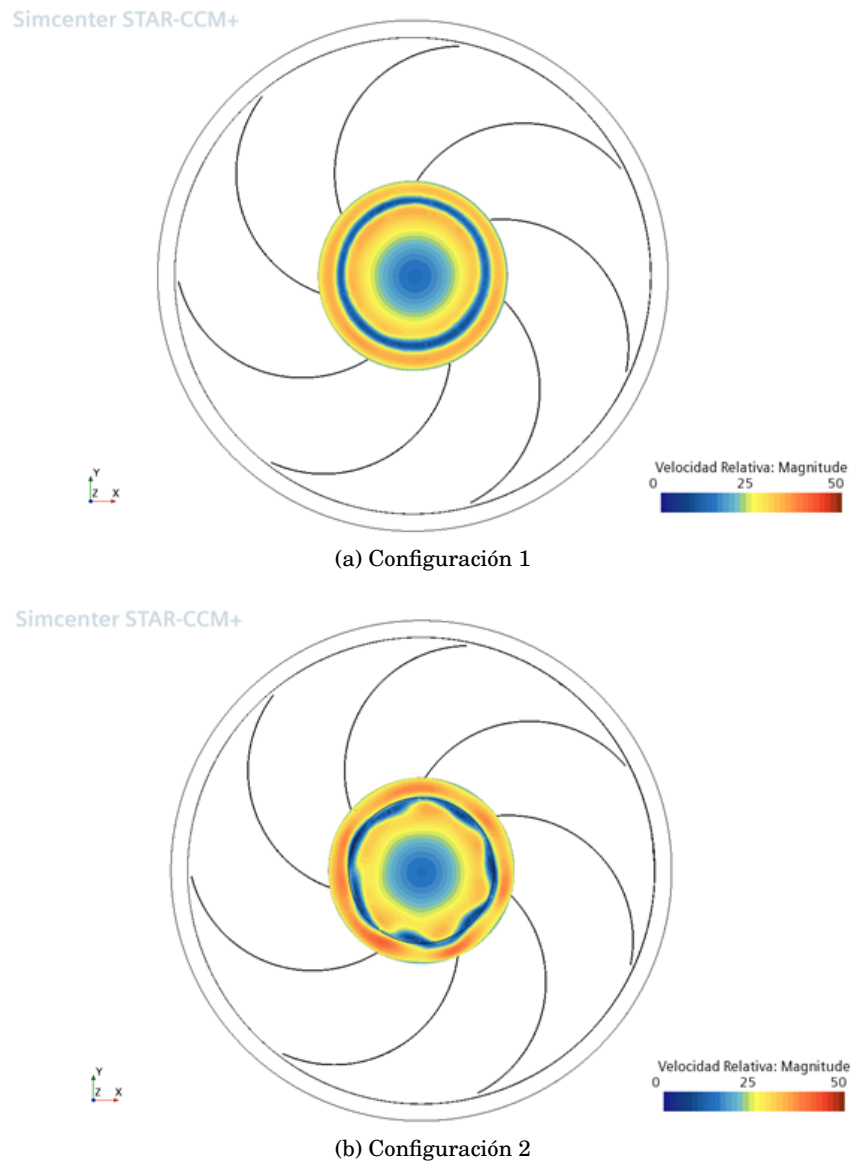 Simcenter STAR-CCM+
Y
Z X
Velocidad Relativa: Magnitude
0 25 50
(a) Configuración 1
Simcenter STAR-CCM+
Y
Z X
Velocidad Relativa: Magnitude
0 25 50
(b) Configuración 2